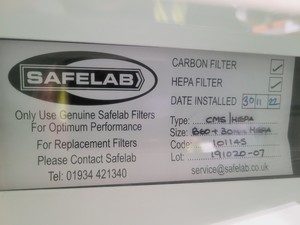 SAFELAB
CARBON FILTER ✓
HEPA FILTER ✓
DATE INSTALLED 30/11/22
Only Use Genuine Safelab Filters
For Optimum Performance
For Replacement Filters
Please Contact Safelab
Tel: 01934 421340
Type: CMS/HEPA
Size: HEPA
Code: 101145
Lot: 191020-07
service@safelab.co.uk